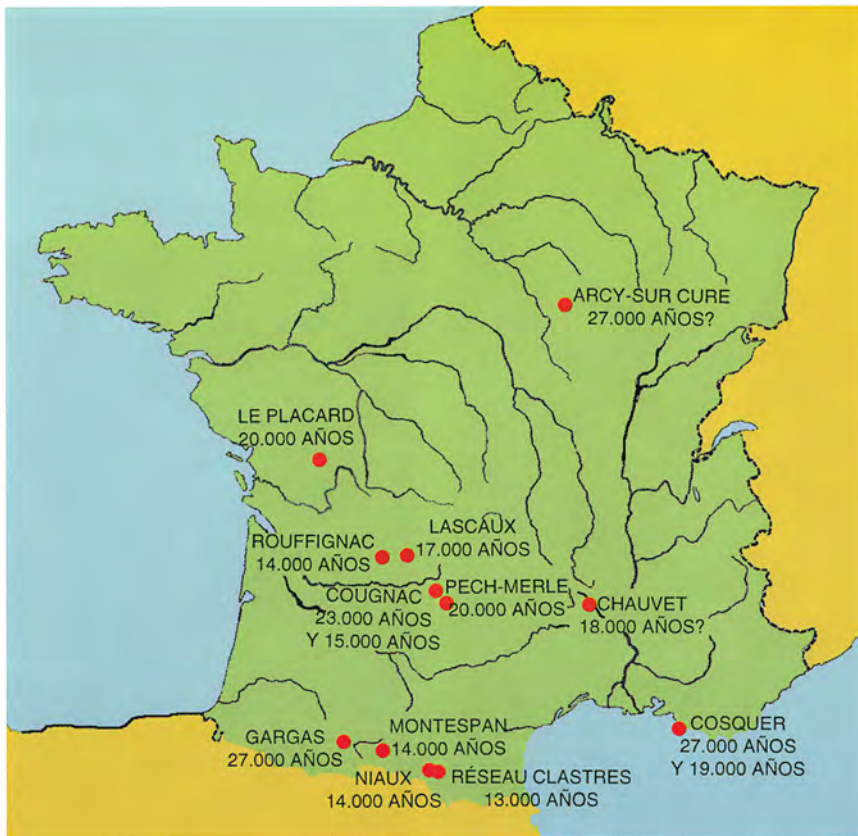 ARCY-SUR CURE
27.000 AÑOS?
LE PLACARD
20.000 AÑOS
LASCAUX
17.000 AÑOS
ROUFFIGNAC
14.000 AÑOS
PECH-MERLE
20.000 AÑOS
COUGNAC
23.000 AÑOS
Y 15.000 AÑOS
CHAUVET
18.000 AÑOS?
GARGAS
27.000 AÑOS
MONTESPAN
14.000 AÑOS
COSQUER
27.000 AÑOS
Y 19.000 AÑOS
NIAUX
14.000 AÑOS
RÉSEAU CLASTRES
13.000 AÑOS